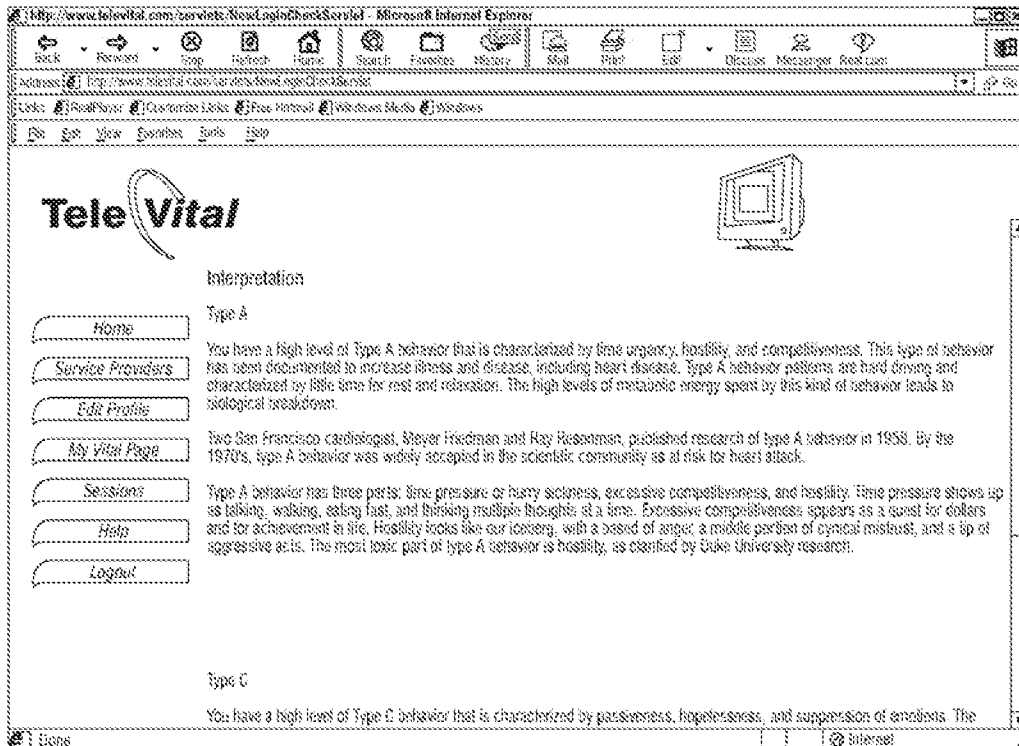 http://www.televital.com/servlets/NewLoginCheckServlet - Microsoft Internet Explorer
Back Forward Stop Refresh Home Search Favorites History Mail Print Edit Discuss Messenger Real.com
Address http://www.televital.com/servlets/NewLoginCheckServlet Go
Links RealPlayer Customize Links Free Hotmail Windows Media Windows
File Edit View Favorites Tools Help
Tele Vital
Interpretation
Home
Service Providers
Edit Profile
My Vital Page
Sessions
Help
Logout
Type A
You have a high level of Type A behavior that is characterized by time urgency, hostility, and competitiveness. This type of behavior
has been documented to increase illness and disease, including heart disease. Type A behavior patterns are hard driving and
characterized by little time for rest and relaxation. The high levels of metabolic energy spent by this kind of behavior leads to
biological breakdown.
Two San Francisco cardiologist, Meyer Friedman and Ray Rosenman, published research of type A behavior in 1958. By the
1970's, type A behavior was widely accepted in the scientific community as at risk for heart attack.
Type A behavior has three parts: time pressure or hurry sickness, excessive competitiveness, and hostility. Time pressure shows up
as talking, walking, eating fast, and thinking multiple thoughts at a time. Excessive competitiveness appears as a quest for dollars
and for achievement in life. Hostility looks like our iceberg, with a based of anger, a middle portion of cynical mistrust, and a tip of
aggressive acts. The most toxic part of type A behavior is hostility, as clarified by Duke University research.
Type C
You have a high level of Type C behavior that is characterized by passiveness, hopelessness, and suppression of emotions. The
Done Internet